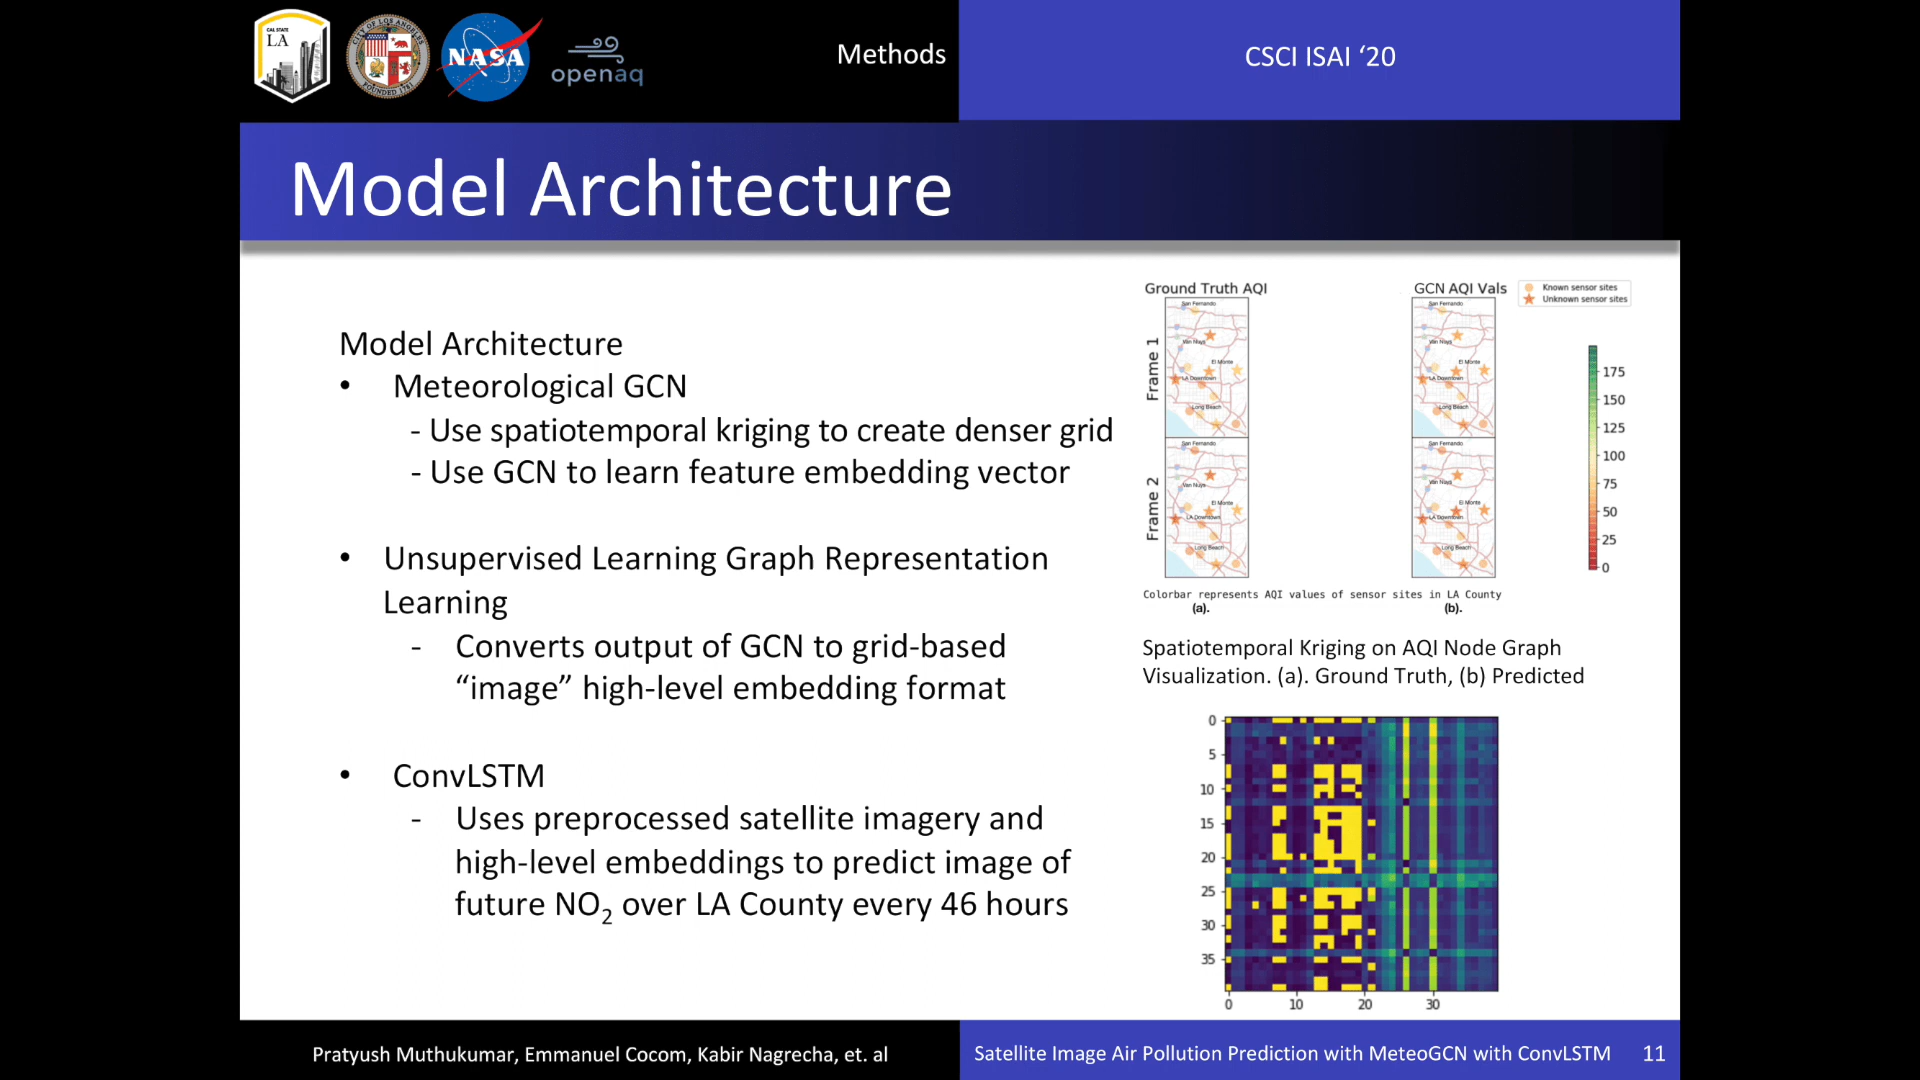 CAL STATE
LA
CITY OF LOS ANGELES
FOUNDED 1781
NASA
openaq
Methods
CSCI ISAI ‘20
Model Architecture
Model Architecture
• Meteorological GCN
- Use spatiotemporal kriging to create denser grid
- Use GCN to learn feature embedding vector
• Unsupervised Learning Graph Representation
Learning
- Converts output of GCN to grid-based
“image” high-level embedding format
• ConvLSTM
- Uses preprocessed satellite imagery and
high-level embeddings to predict image of
future NO2 over LA County every 46 hours
Ground Truth AQI
GCN AQI Vals
Known sensor sites
Unknown sensor sites
Frame 1
San Fernando
Van Nuys
El Monte
LA Downtown
Long Beach
San Fernando
Van Nuys
El Monte
LA Downtown
Long Beach
Frame 2
San Fernando
Van Nuys
El Monte
LA Downtown
Long Beach
San Fernando
Van Nuys
El Monte
LA Downtown
Long Beach
175
150
125
100
75
50
25
0
Colorbar represents AQI values of sensor sites in LA County
(a).
(b).
Spatiotemporal Kriging on AQI Node Graph
Visualization. (a). Ground Truth, (b) Predicted
0
5
10
15
20
25
30
35
0 10 20 30
Pratyush Muthukumar, Emmanuel Cocom, Kabir Nagrecha, et. al
Satellite Image Air Pollution Prediction with MeteoGCN with ConvLSTM 11